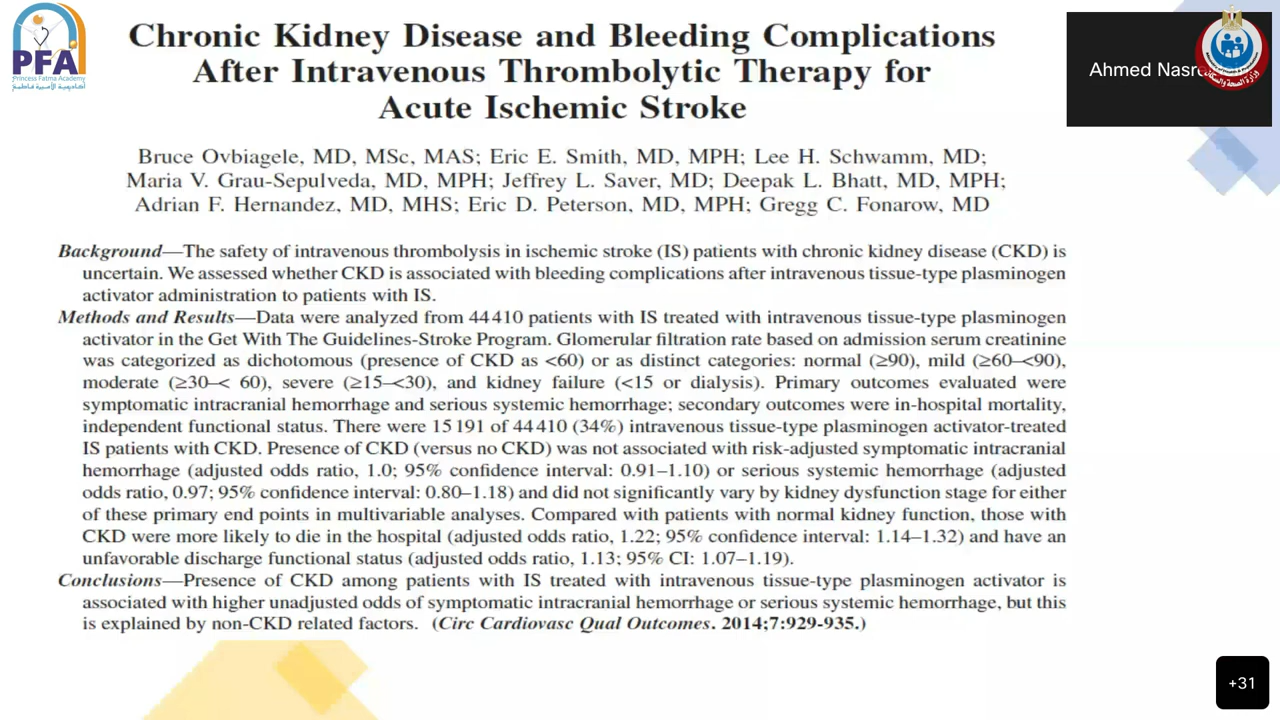 PFA
Princess Fatma Academy
أكاديمية الأميرة فاطمة
Chronic Kidney Disease and Bleeding Complications
After Intravenous Thrombolytic Therapy for
Acute Ischemic Stroke
Ahmed Nasre
Bruce Ovbiagele, MD, MSc, MAS; Eric E. Smith, MD, MPH; Lee H. Schwamm, MD;
Maria V. Grau-Sepulveda, MD, MPH; Jeffrey L. Saver, MD; Deepak L. Bhatt, MD, MPH;
Adrian F. Hernandez, MD, MHS; Eric D. Peterson, MD, MPH; Gregg C. Fonarow, MD
Background—The safety of intravenous thrombolysis in ischemic stroke (IS) patients with chronic kidney disease (CKD) is
uncertain. We assessed whether CKD is associated with bleeding complications after intravenous tissue-type plasminogen
activator administration to patients with IS.
Methods and Results—Data were analyzed from 44 410 patients with IS treated with intravenous tissue-type plasminogen
activator in the Get With The Guidelines-Stroke Program. Glomerular filtration rate based on admission serum creatinine
was categorized as dichotomous (presence of CKD as <60) or as distinct categories: normal (≥90), mild (≥60–<90),
moderate (≥30–< 60), severe (≥15–<30), and kidney failure (<15 or dialysis). Primary outcomes evaluated were
symptomatic intracranial hemorrhage and serious systemic hemorrhage; secondary outcomes were in-hospital mortality,
independent functional status. There were 15 191 of 44 410 (34%) intravenous tissue-type plasminogen activator-treated
IS patients with CKD. Presence of CKD (versus no CKD) was not associated with risk-adjusted symptomatic intracranial
hemorrhage (adjusted odds ratio, 1.0; 95% confidence interval: 0.91–1.10) or serious systemic hemorrhage (adjusted
odds ratio, 0.97; 95% confidence interval: 0.80–1.18) and did not significantly vary by kidney dysfunction stage for either
of these primary end points in multivariable analyses. Compared with patients with normal kidney function, those with
CKD were more likely to die in the hospital (adjusted odds ratio, 1.22; 95% confidence interval: 1.14–1.32) and have an
unfavorable discharge functional status (adjusted odds ratio, 1.13; 95% CI: 1.07–1.19).
Conclusions—Presence of CKD among patients with IS treated with intravenous tissue-type plasminogen activator is
associated with higher unadjusted odds of symptomatic intracranial hemorrhage or serious systemic hemorrhage, but this
is explained by non-CKD related factors. (Circ Cardiovasc Qual Outcomes. 2014;7:929-935.)
+31